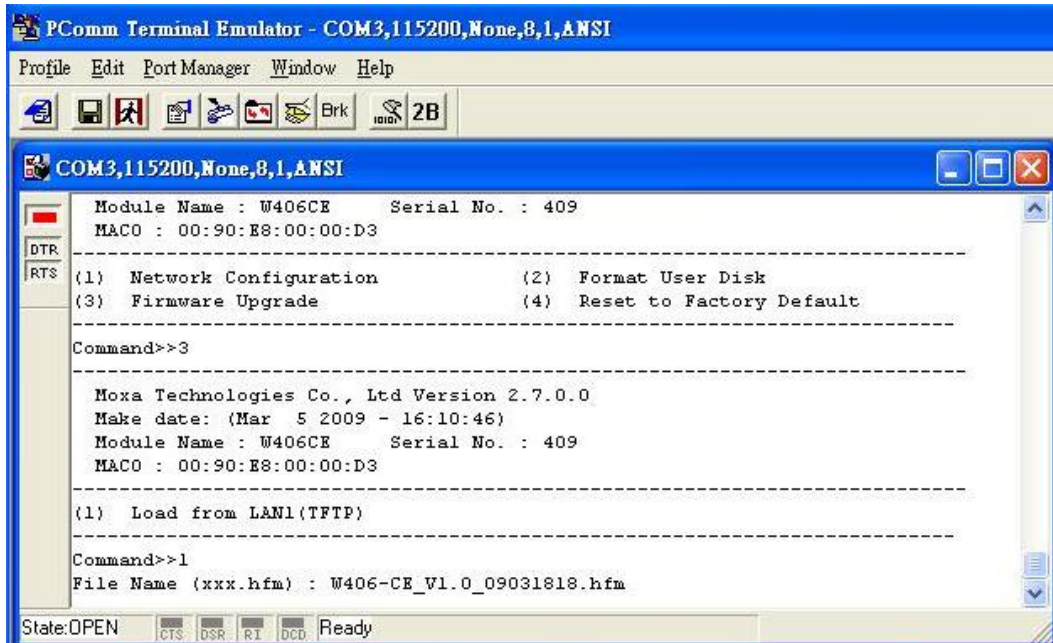 PComm Terminal Emulator - COM3,115200,None,8,1,ANSI
Profile Edit Port Manager Window Help
Brk 2B
COM3,115200,None,8,1,ANSI
Module Name : W406CE Serial No. : 409
MAC0 : 00:90:E8:00:00:D3
DTR
---------------------------------------------------------------------------
RTS
(1) Network Configuration (2) Format User Disk
(3) Firmware Upgrade (4) Reset to Factory Default
--------------------------------------------------------------------------
Command>>3
---------------------------------------------------------------------------
Moxa Technologies Co., Ltd Version 2.7.0.0
Make date: (Mar 5 2009 - 16:10:46)
Module Name : W406CE Serial No. : 409
MAC0 : 00:90:E8:00:00:D3
---------------------------------------------------------------------------
(1) Load from LAN1(TFTP)
--------------------------------------------------------------------------
Command>>1
File Name (xxx.hfm) : W406-CE_V1.0_09031818.hfm
State:OPEN CTS DSR RI DCD Ready